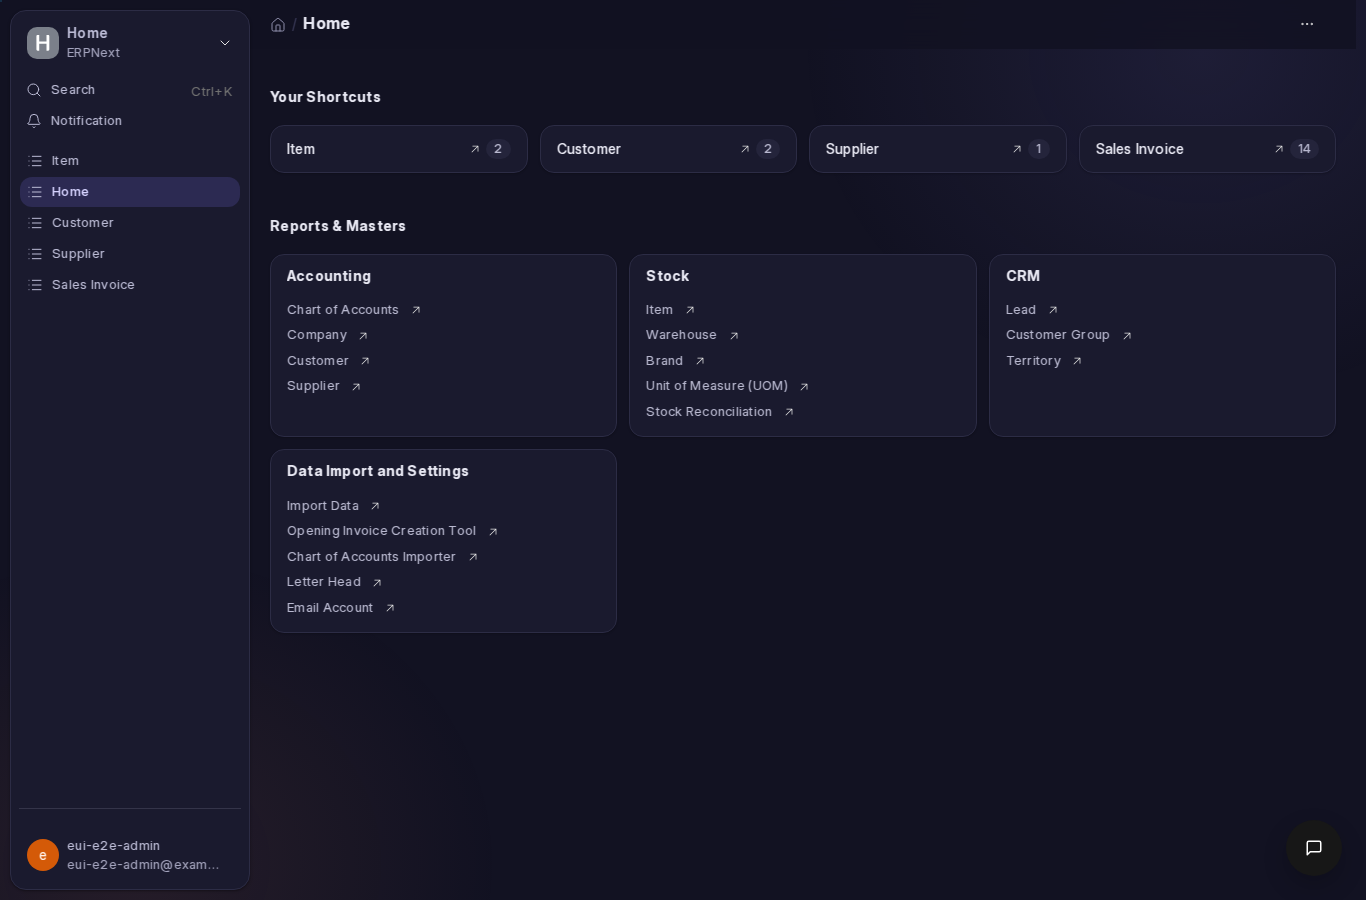 H
Home
ERPNext
Search
Ctrl+K
Notification
Item
Home
Customer
Supplier
Sales Invoice
e
eui-e2e-admin
eui-e2e-admin@exam...
/ Home
Your Shortcuts
Item 2
Customer 2
Supplier 1
Sales Invoice 14
Reports & Masters
Accounting
Chart of Accounts
Company
Customer
Supplier
Stock
Item
Warehouse
Brand
Unit of Measure (UOM)
Stock Reconciliation
CRM
Lead
Customer Group
Territory
Data Import and Settings
Import Data
Opening Invoice Creation Tool
Chart of Accounts Importer
Letter Head
Email Account